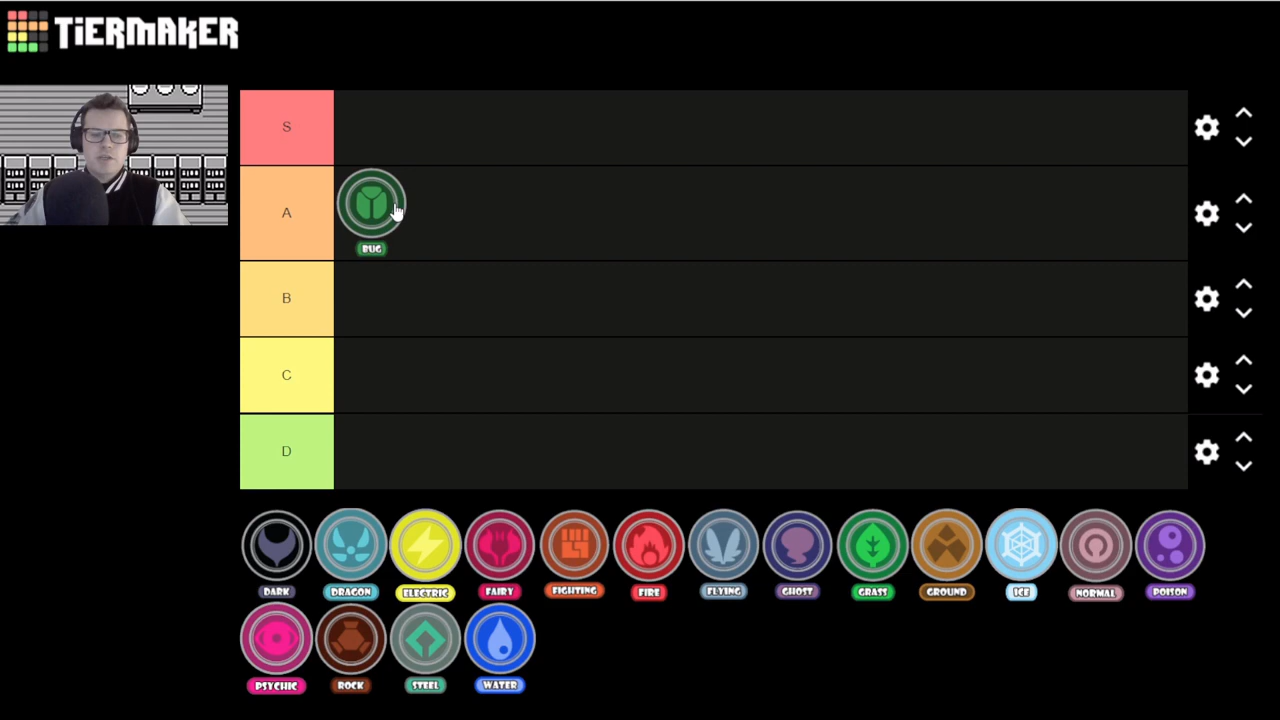 TiERMAKER
S
A
BUG
B
C
D
DARK DRAGON ELECTRIC FAIRY FIGHTING FIRE FLYING GHOST GRASS GROUND ICE NORMAL POISON
PSYCHIC ROCK STEEL WATER